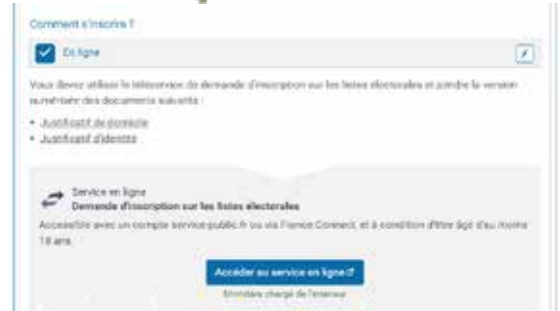 Comment s'inscrire ?
En ligne
Vous devez utiliser le téléservice de demande d'inscription sur les listes électorales et joindre la version
numérisée des documents suivants :
• Justificatif de domicile
• Justificatif d'identité
Service en ligne
Demande d'inscription sur les listes électorales
Accessible avec un compte service-public.fr ou via France Connect, et à condition d'être âgé d'au moins
18 ans.
Accéder au service en ligne
Ministère chargé de l'intérieur